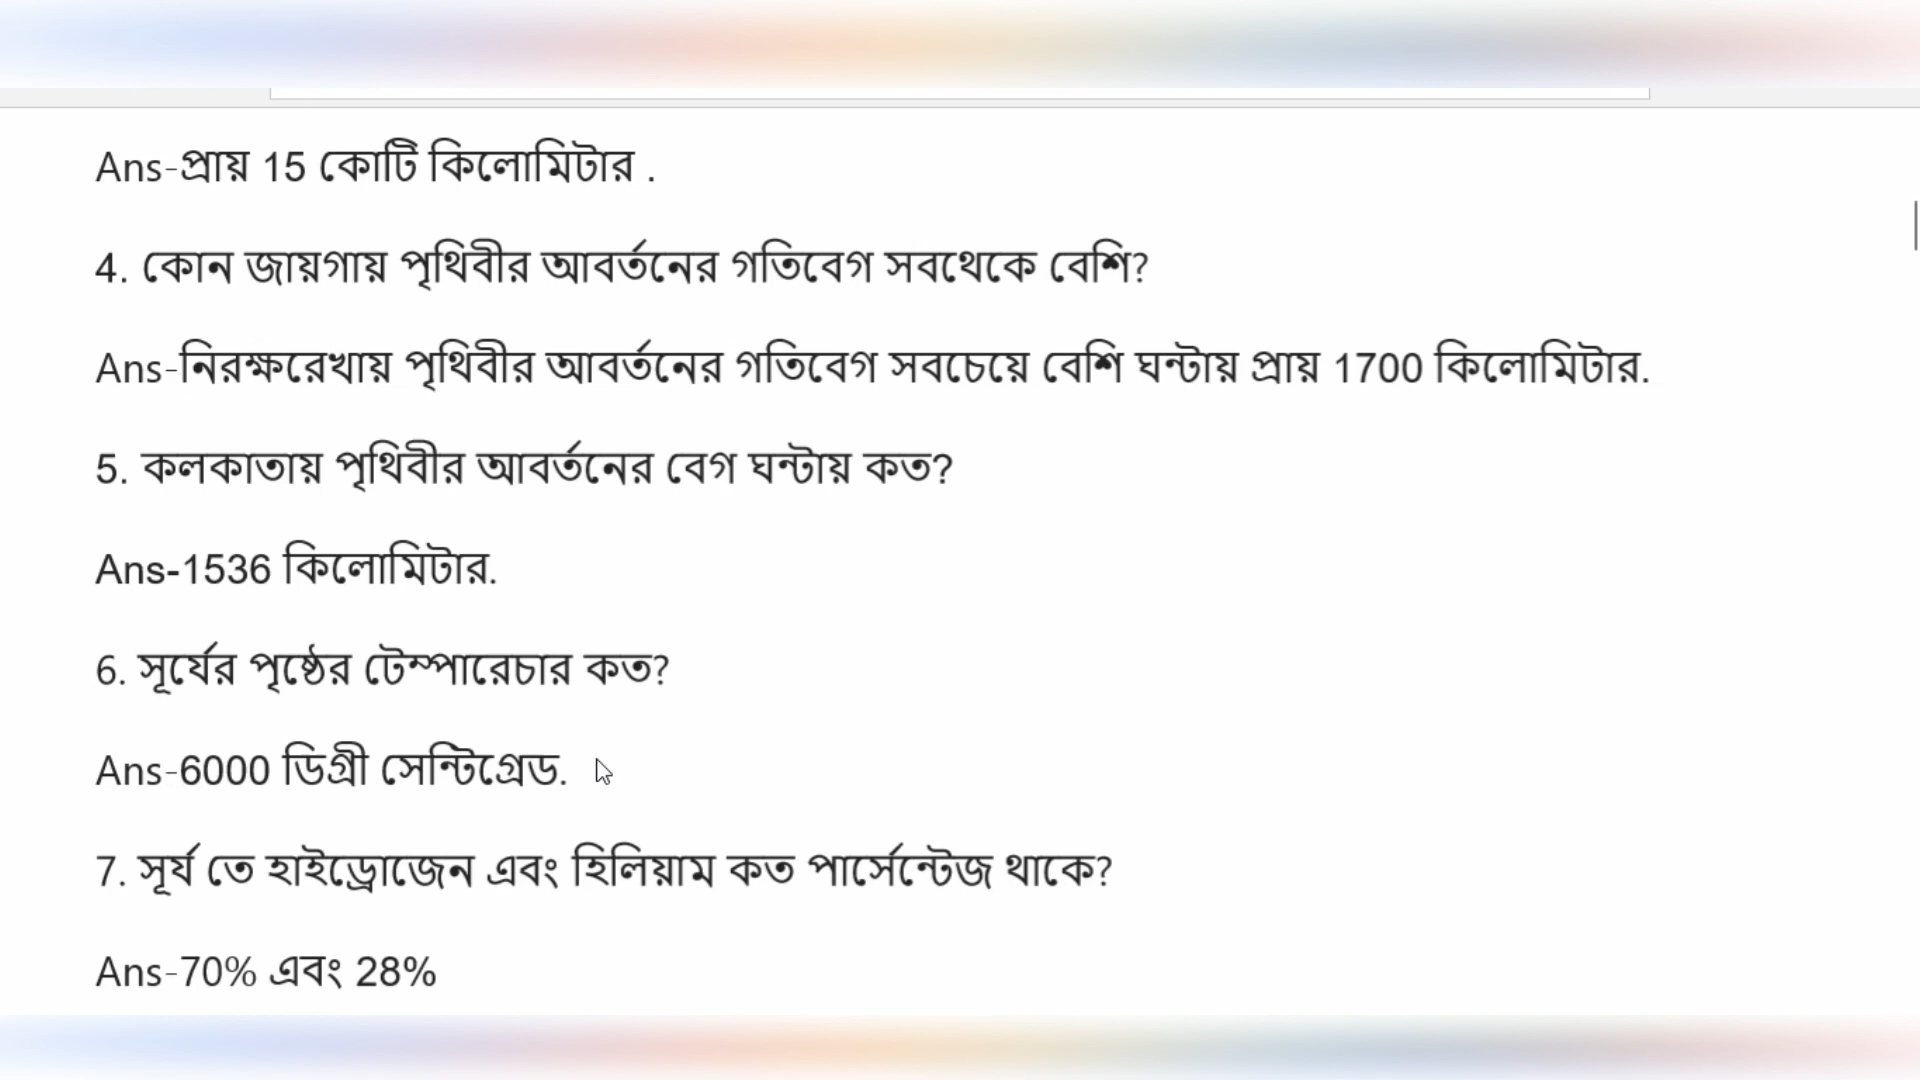 Ans-প্রায় 15 কোটি কিলোমিটার .
4. কোন জায়গায় পৃথিবীর আবর্তনের গতিবেগ সবথেকে বেশি?
Ans-নিরক্ষরেখায় পৃথিবীর আবর্তনের গতিবেগ সবচেয়ে বেশি ঘন্টায় প্রায় 1700 কিলোমিটার.
5. কলকাতায় পৃথিবীর আবর্তনের বেগ ঘন্টায় কত?
Ans-1536 কিলোমিটার.
6. সূর্যের পৃষ্ঠের টেম্পারেচার কত?
Ans-6000 ডিগ্রী সেন্টিগ্রেড.
7. সূর্য তে হাইড্রোজেন এবং হিলিয়াম কত পার্সেন্টেজ থাকে?
Ans-70% এবং 28%